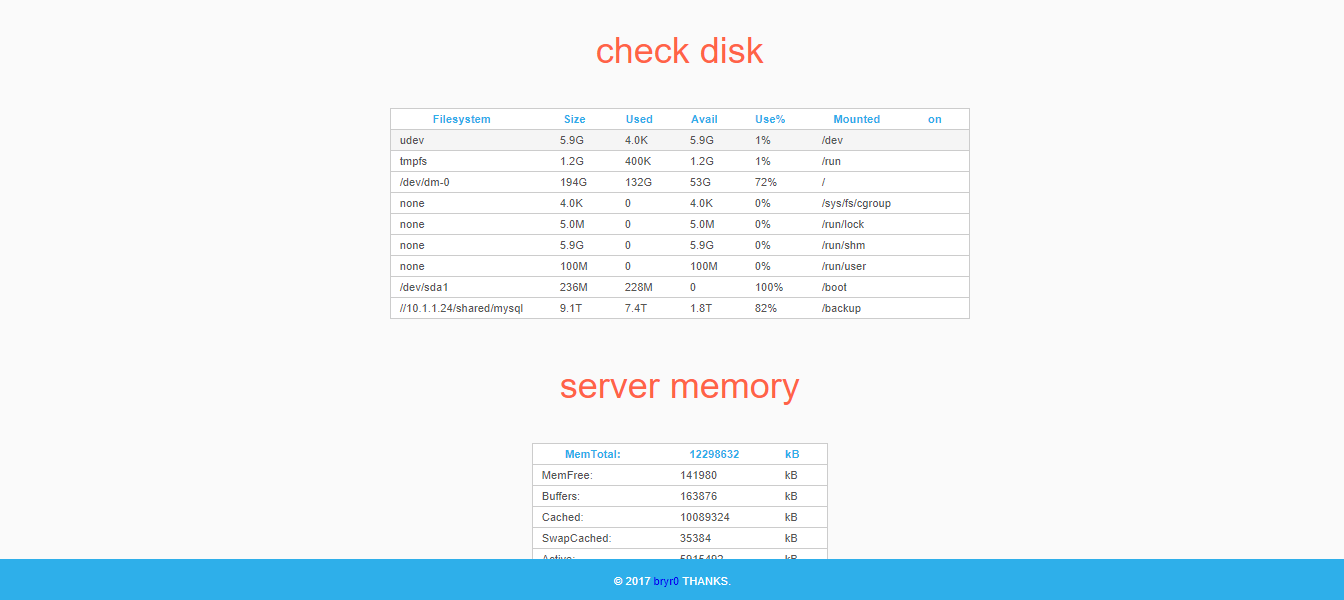 check disk
Filesystem Size Used Avail Use% Mounted on
udev 5.9G 4.0K 5.9G 1% /dev
tmpfs 1.2G 400K 1.2G 1% /run
/dev/dm-0 194G 132G 53G 72% /
none 4.0K 0 4.0K 0% /sys/fs/cgroup
none 5.0M 0 5.0M 0% /run/lock
none 5.9G 0 5.9G 0% /run/shm
none 100M 0 100M 0% /run/user
/dev/sda1 236M 228M 0 100% /boot
//10.1.1.24/shared/mysql 9.1T 7.4T 1.8T 82% /backup
server memory
MemTotal: 12298632 kB
MemFree: 141980 kB
Buffers: 163876 kB
Cached: 10089324 kB
SwapCached: 35384 kB
Active: kB
© 2017 bryr0 THANKS.